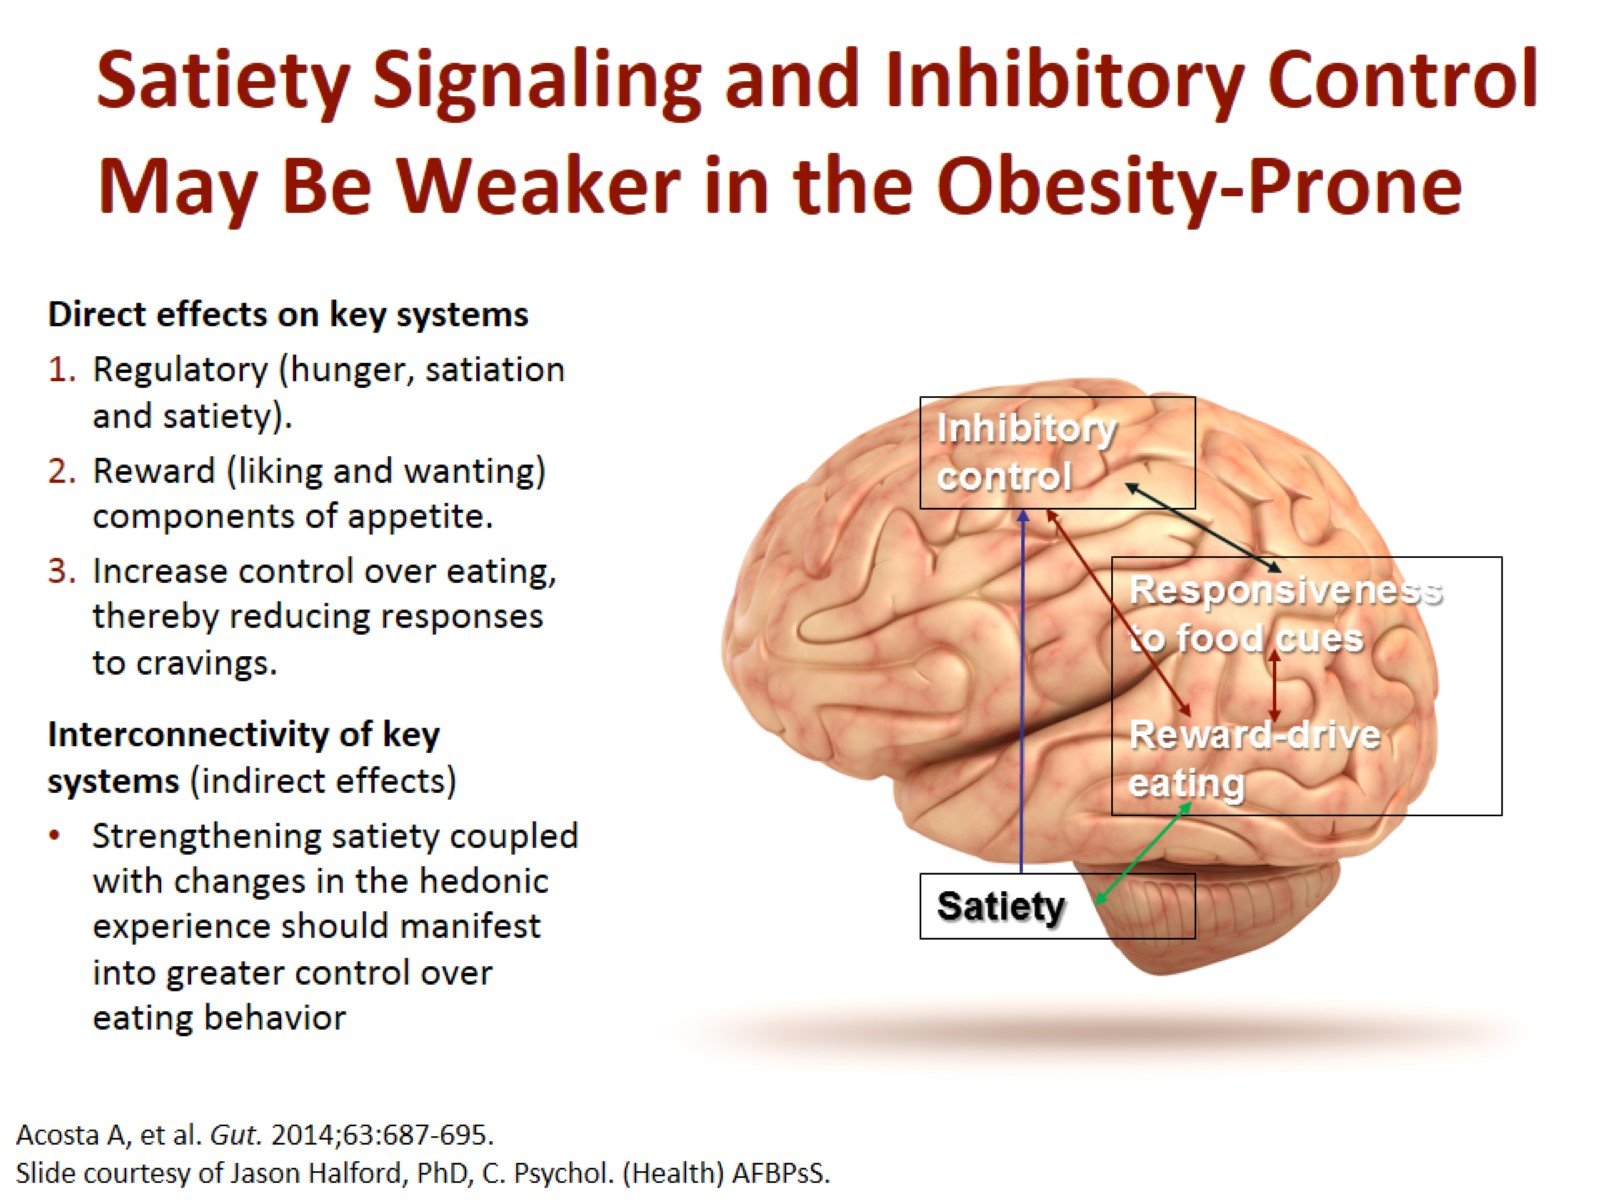 Satiety Signaling and Inhibitory Control
May Be Weaker in the Obesity-Prone
Direct effects on key systems
1. Regulatory (hunger, satiation
and satiety).
2. Reward (liking and wanting)
components of appetite.
3. Increase control over eating,
thereby reducing responses
to cravings.
Interconnectivity of key
systems (indirect effects)
• Strengthening satiety coupled
with changes in the hedonic
experience should manifest
into greater control over
eating behavior
Inhibitory
control
Responsiveness
to food cues
Reward-drive
eating
Satiety
Acosta A, et al. Gut. 2014;63:687-695.
Slide courtesy of Jason Halford, PhD, C. Psychol. (Health) AFBPsS.